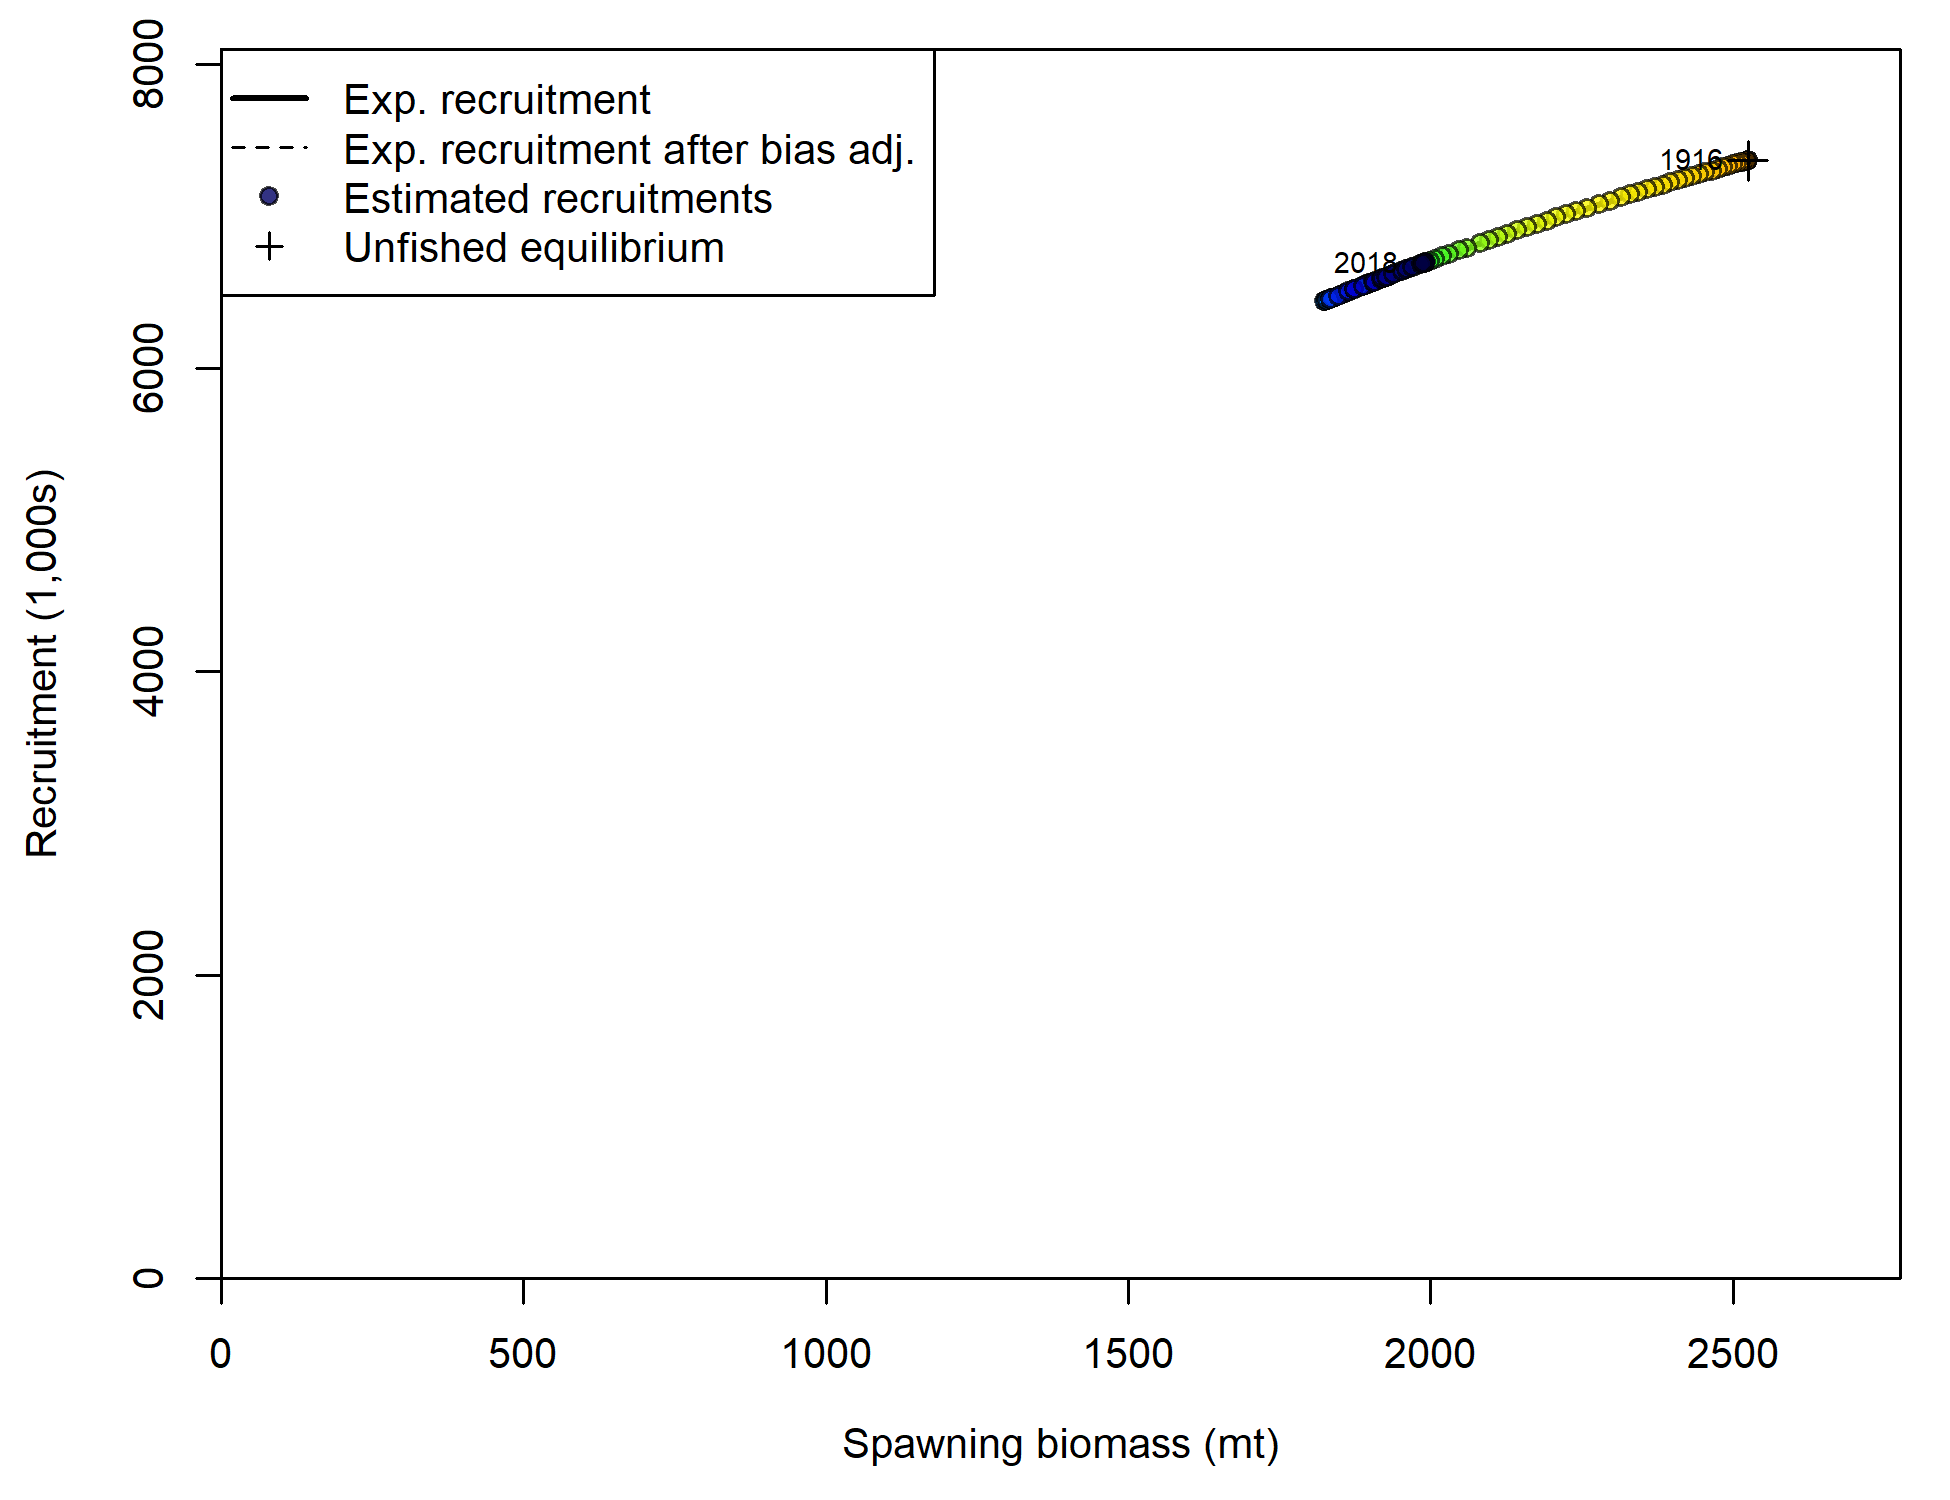 Exp. recruitment
Exp. recruitment after bias adj.
Estimated recruitments
Unfished equilibrium
1916
2018
8000
6000
4000
2000
0
Recruitment (1,000s)
0 500 1000 1500 2000 2500
Spawning biomass (mt)